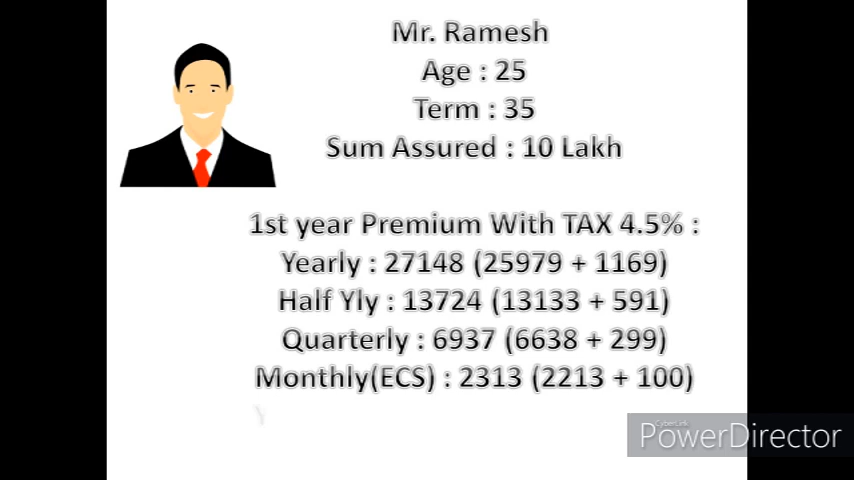 Mr. Ramesh
Age : 25
Term : 35
Sum Assured : 10 Lakh
1st year Premium With TAX 4.5% :
Yearly : 27148 (25979 + 1169)
Half Yly : 13724 (13133 + 591)
Quarterly : 6937 (6638 + 299)
Monthly(ECS) : 2313 (2213 + 100)
Y
CyberLink
PowerDirector